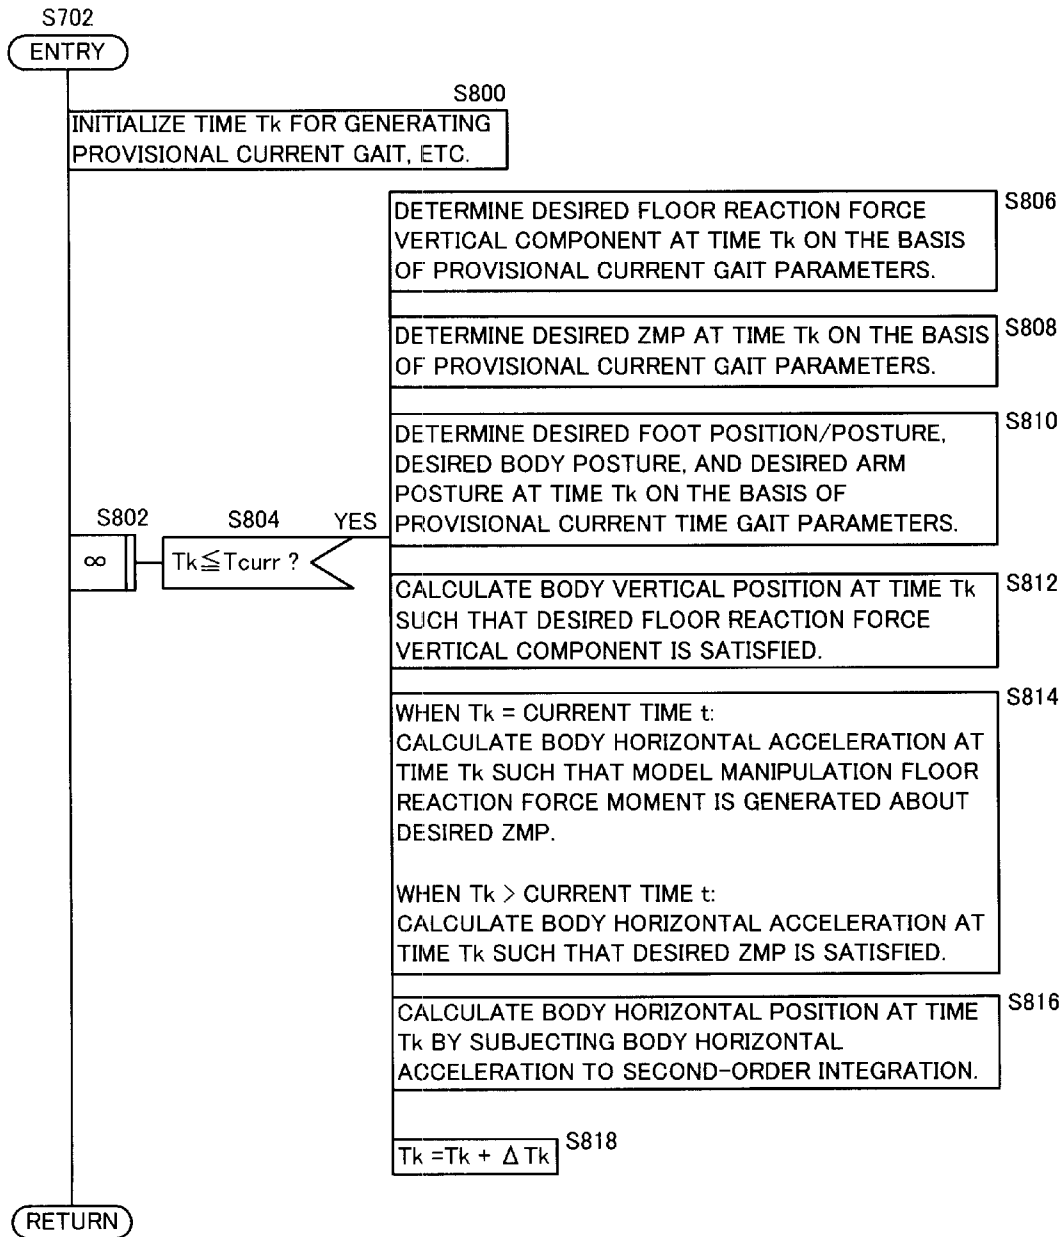 S702
ENTRY
S800
INITIALIZE TIME Tk FOR GENERATING
PROVISIONAL CURRENT GAIT, ETC.
S802
∞
S804
Tk≦Tcurr ?
YES
S806
DETERMINE DESIRED FLOOR REACTION FORCE
VERTICAL COMPONENT AT TIME Tk ON THE BASIS
OF PROVISIONAL CURRENT GAIT PARAMETERS.
S808
DETERMINE DESIRED ZMP AT TIME Tk ON THE BASIS
OF PROVISIONAL CURRENT GAIT PARAMETERS.
S810
DETERMINE DESIRED FOOT POSITION/POSTURE,
DESIRED BODY POSTURE, AND DESIRED ARM
POSTURE AT TIME Tk ON THE BASIS OF
PROVISIONAL CURRENT TIME GAIT PARAMETERS.
S812
CALCULATE BODY VERTICAL POSITION AT TIME Tk
SUCH THAT DESIRED FLOOR REACTION FORCE
VERTICAL COMPONENT IS SATISFIED.
S814
WHEN Tk = CURRENT TIME t:
CALCULATE BODY HORIZONTAL ACCELERATION AT
TIME Tk SUCH THAT MODEL MANIPULATION FLOOR
REACTION FORCE MOMENT IS GENERATED ABOUT
DESIRED ZMP.
WHEN Tk > CURRENT TIME t:
CALCULATE BODY HORIZONTAL ACCELERATION AT
TIME Tk SUCH THAT DESIRED ZMP IS SATISFIED.
S816
CALCULATE BODY HORIZONTAL POSITION AT TIME
Tk BY SUBJECTING BODY HORIZONTAL
ACCELERATION TO SECOND-ORDER INTEGRATION.
S818
Tk =Tk + Δ Tk
RETURN